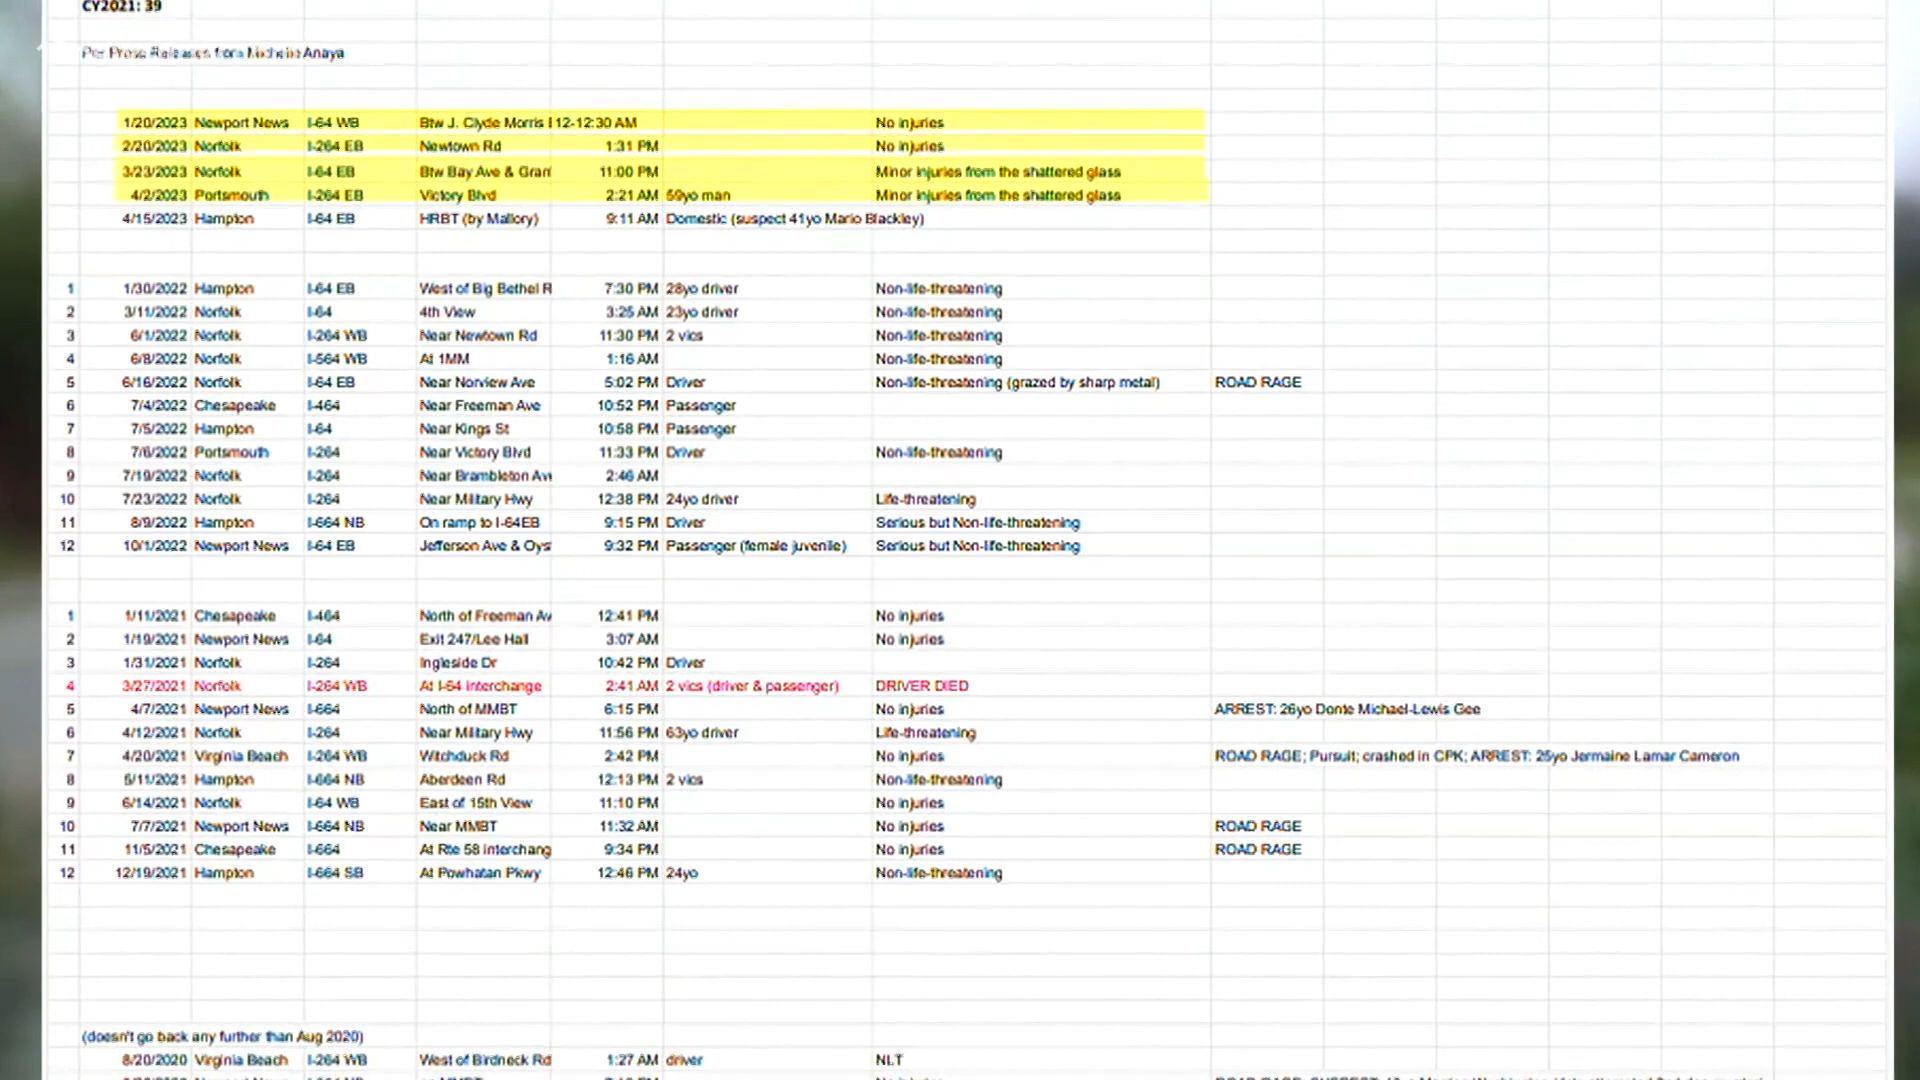 CY2021: 39
Per Press Releases from Michelle Anaya
1/20/2023 Newport News I-64 WB Btw J. Clyde Morris 12-12:30 AM No injuries
2/20/2023 Norfolk I-264 EB Newtown Rd 1:31 PM No injuries
3/23/2023 Norfolk I-64 EB Btw Bay Ave & Gran 11:00 PM Minor injuries from the shattered glass
4/2/2023 Portsmouth I-264 EB Victory Blvd 2:21 AM 59yo man Minor injuries from the shattered glass
4/15/2023 Hampton I-64 EB HRBT (by Mallory) 9:11 AM Domestic (suspect 41yo Mario Blackley)
1 1/30/2022 Hampton I-64 EB West of Big Bethel R 7:30 PM 28yo driver Non-life-threatening
2 3/11/2022 Norfolk I-64 4th View 3:25 AM 23yo driver Non-life-threatening
3 6/1/2022 Norfolk I-264 WB Near Newtown Rd 11:30 PM 2 vics Non-life-threatening
4 6/8/2022 Norfolk I-564 WB At 1MM 1:16 AM Non-life-threatening
5 6/16/2022 Norfolk I-64 EB Near Norview Ave 5:02 PM Driver Non-life-threatening (grazed by sharp metal) ROAD RAGE
6 7/4/2022 Chesapeake I-464 Near Freeman Ave 10:52 PM Passenger
7 7/5/2022 Hampton I-64 Near Kings St 10:58 PM Passenger
8 7/6/2022 Portsmouth I-264 Near Victory Blvd 11:33 PM Driver Non-life-threatening
9 7/19/2022 Norfolk I-264 Near Brambleton Ave 2:46 AM
10 7/23/2022 Norfolk I-264 Near Military Hwy 12:38 PM 24yo driver Life-threatening
11 8/9/2022 Hampton I-664 NB On ramp to I-64EB 9:15 PM Driver Serious but Non-life-threatening
12 10/1/2022 Newport News I-64 EB Jefferson Ave & Oys 9:32 PM Passenger (female juvenile) Serious but Non-life-threatening
1 1/11/2021 Chesapeake I-464 North of Freeman Av 12:41 PM No injuries
2 1/19/2021 Newport News I-64 Exit 247/Lee Hall 3:07 AM No injuries
3 1/31/2021 Norfolk I-264 Ingleside Dr 10:42 PM Driver
4 3/27/2021 Norfolk I-264 WB At I-64 interchange 2:41 AM 2 vics (driver & passenger) DRIVER DIED
5 4/7/2021 Newport News I-664 North of MMBT 6:15 PM No injuries ARREST: 26yo Donte Michael-Lewis Gee
6 4/12/2021 Norfolk I-264 Near Military Hwy 11:56 PM 63yo driver Life-threatening
7 4/20/2021 Virginia Beach I-264 WB Witchduck Rd 2:42 PM No injuries ROAD RAGE; Pursuit; crashed in CPK; ARREST: 25yo Jermaine Lamar Cameron
8 5/11/2021 Hampton I-664 NB Aberdeen Rd 12:13 PM 2 vics Non-life-threatening
9 6/14/2021 Norfolk I-64 WB East of 15th View 11:10 PM No injuries
10 7/7/2021 Newport News I-664 NB Near MMBT 11:32 AM No injuries ROAD RAGE
11 11/5/2021 Chesapeake I-664 At Rte 58 interchang 9:34 PM No injuries ROAD RAGE
12 12/19/2021 Hampton I-664 SB At Powhatan Pkwy 12:46 PM 24yo Non-life-threatening
(doesn't go back any further than Aug 2020)
8/20/2020 Virginia Beach I-264 WB West of Birdneck Rd 1:27 AM driver NLT